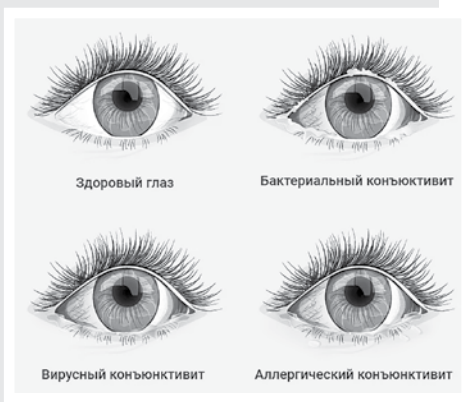 Здоровый глаз
Бактериальный конъюктивит
Вирусный конъюнктивит
Аллергический конъюнктивит